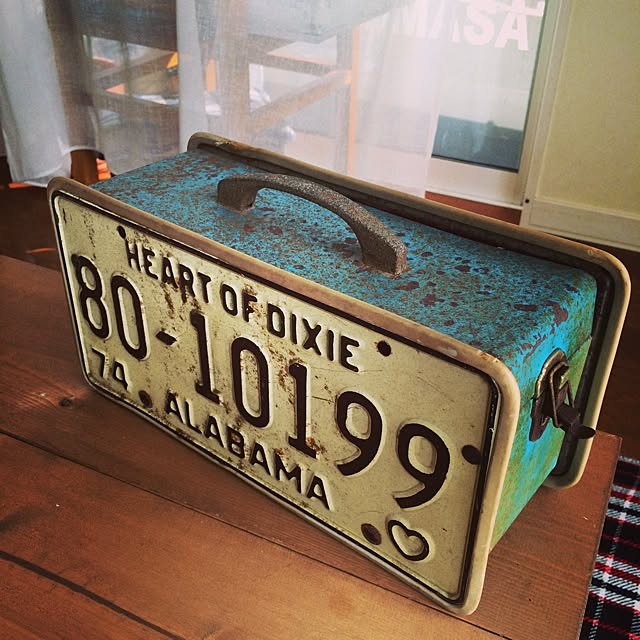 MASA
HEART OF DIXIE
80-10199
74 ALABAMA